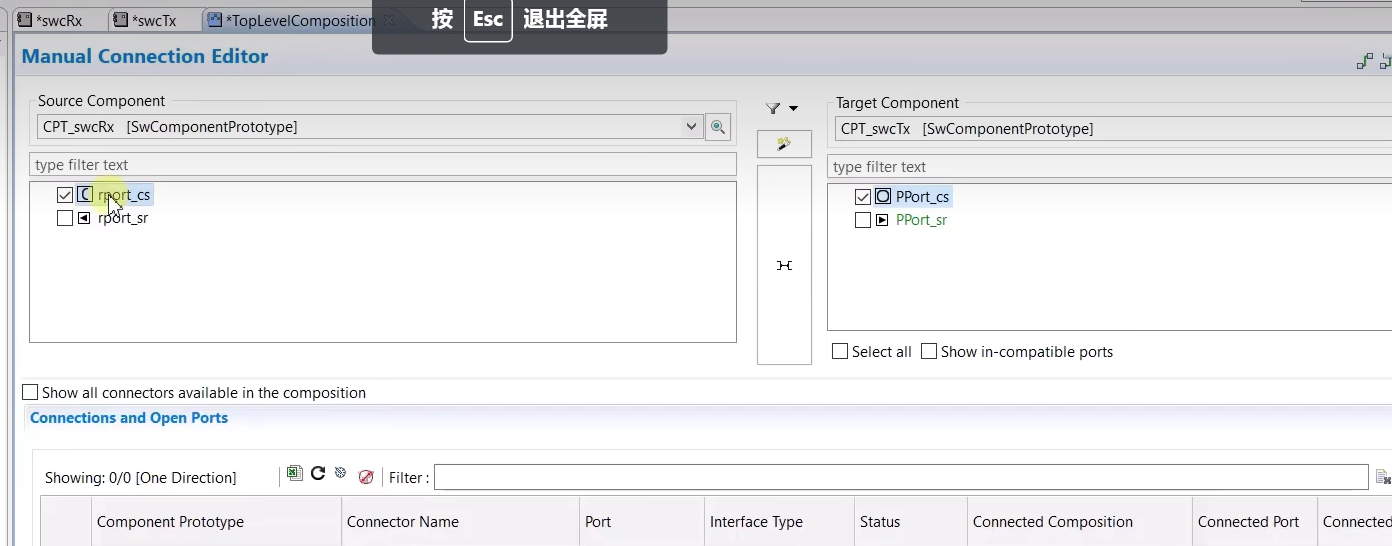 *swcRx
*swcTx
*TopLevelComposition
按 Esc 退出全屏
Manual Connection Editor
Source Component
CPT_swcRx [SwComponentPrototype]
type filter text
rport_cs
rport_sr
Target Component
CPT_swcTx [SwComponentPrototype]
type filter text
PPort_cs
PPort_sr
Select all
Show in-compatible ports
Show all connectors available in the composition
Connections and Open Ports
Showing: 0/0 [One Direction]
Filter :
Component Prototype
Connector Name
Port
Interface Type
Status
Connected Composition
Connected Port
Connected